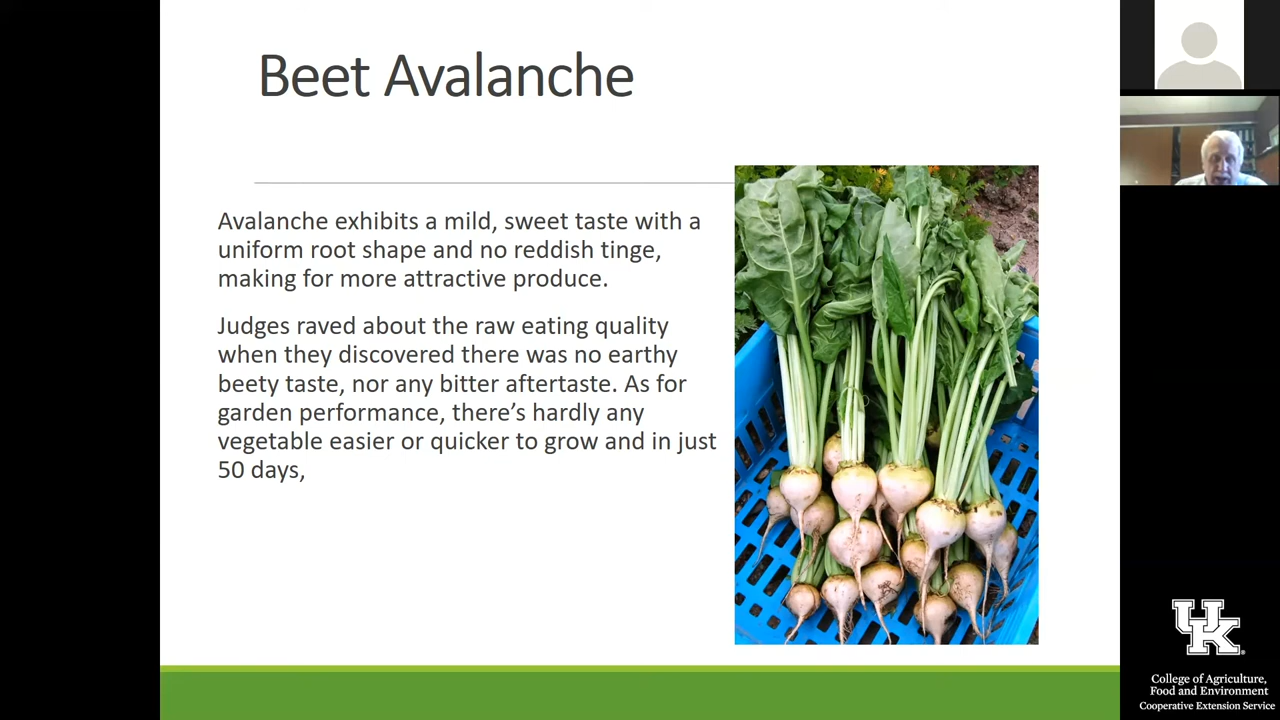 Beet Avalanche
Avalanche exhibits a mild, sweet taste with a
uniform root shape and no reddish tinge,
making for more attractive produce.
Judges raved about the raw eating quality
when they discovered there was no earthy
beety taste, nor any bitter aftertaste. As for
garden performance, there’s hardly any
vegetable easier or quicker to grow and in just
50 days,
UK
College of Agriculture,
Food and Environment
Cooperative Extension Service